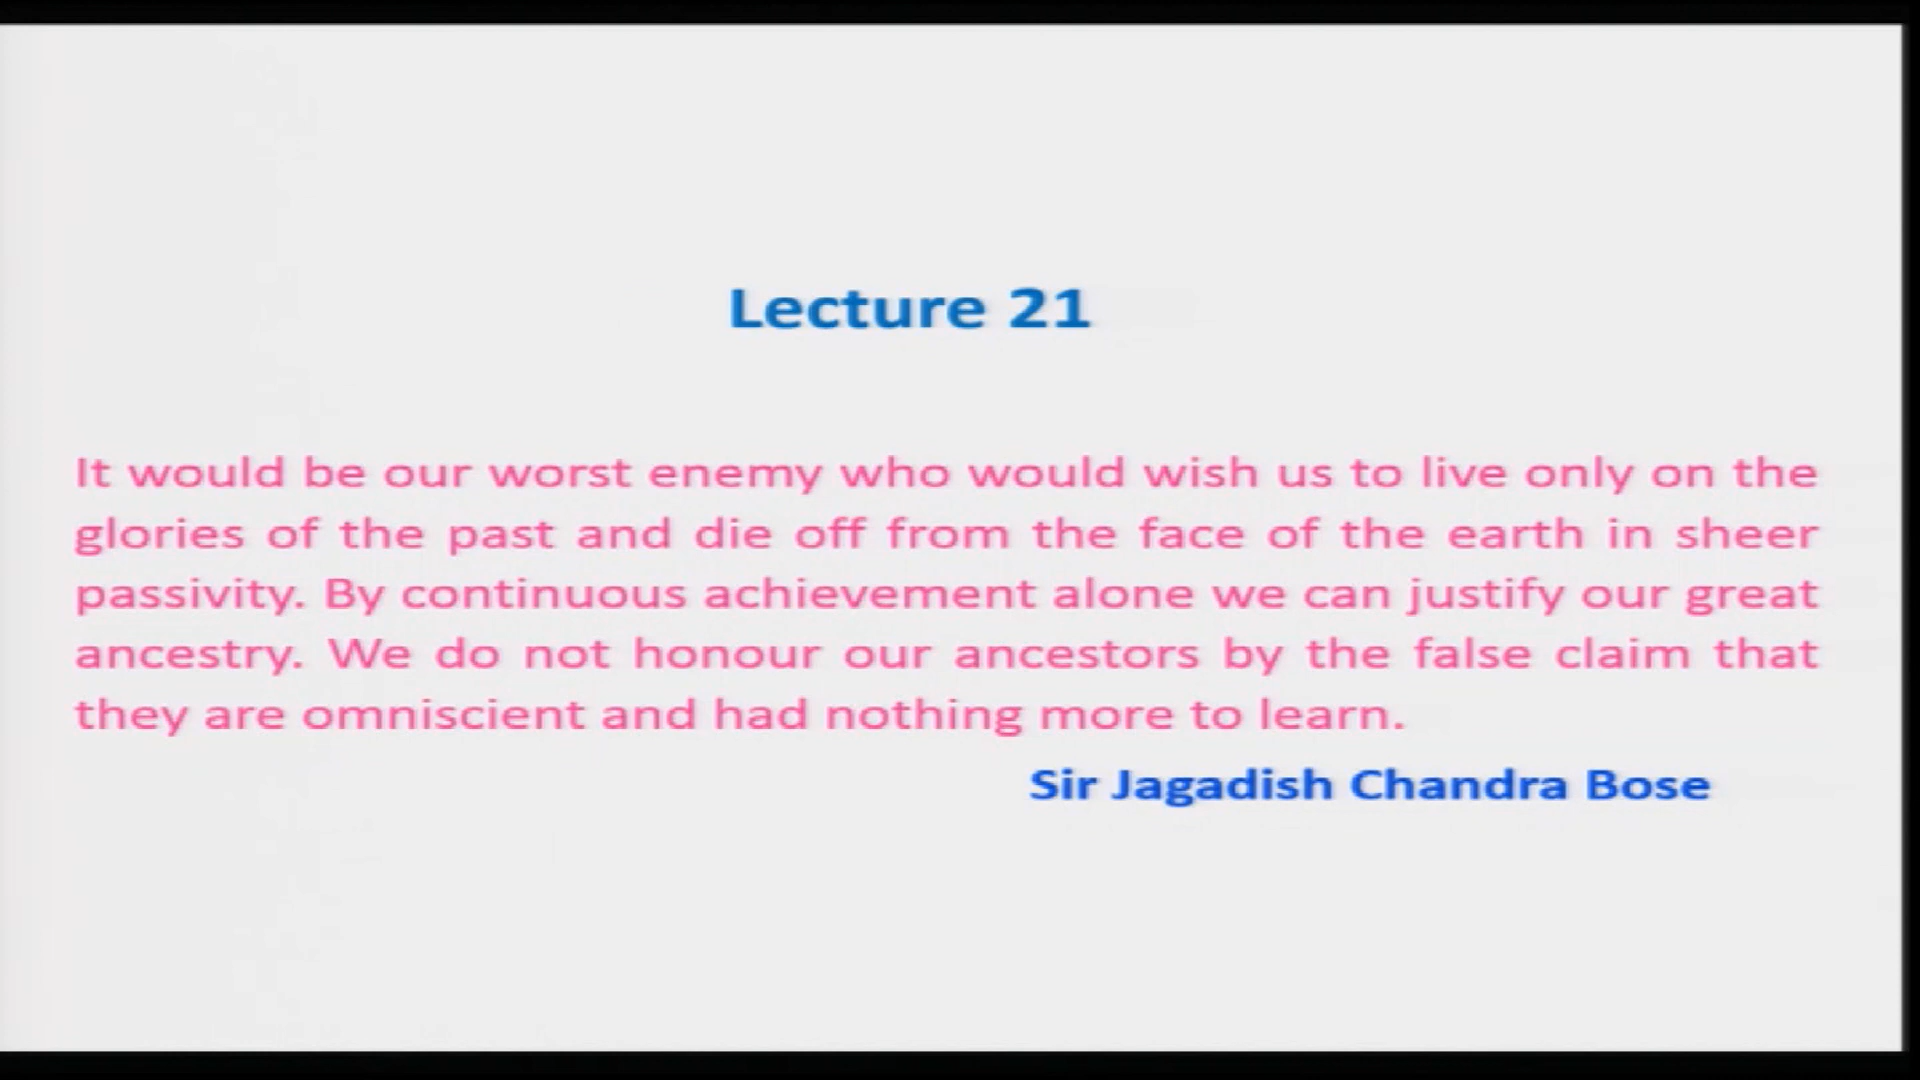 Lecture 21
It would be our worst enemy who would wish us to live only on the
glories of the past and die off from the face of the earth in sheer
passivity. By continuous achievement alone we can justify our great
ancestry. We do not honour our ancestors by the false claim that
they are omniscient and had nothing more to learn.
Sir Jagadish Chandra Bose